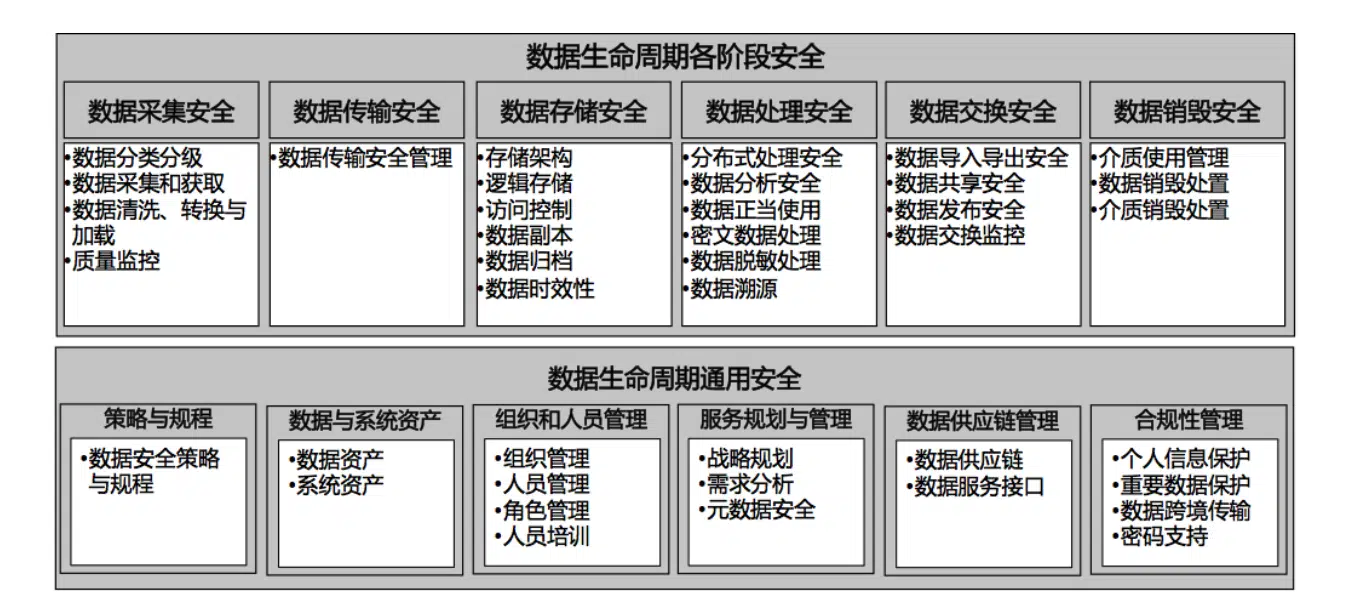 数据生命周期各阶段安全
数据采集安全
•数据分类分级
•数据采集和获取
•数据清洗、转换与
加载
•质量监控
数据传输安全
•数据传输安全管理
数据存储安全
•存储架构
•逻辑存储
•访问控制
•数据副本
•数据归档
•数据时效性
数据处理安全
•分布式处理安全
•数据分析安全
•数据正当使用
•密文数据处理
•数据脱敏处理
•数据溯源
数据交换安全
•数据导入导出安全
•数据共享安全
•数据发布安全
•数据交换监控
数据销毁安全
•介质使用管理
•数据销毁处置
•介质销毁处置
数据生命周期通用安全
策略与规程
•数据安全策略
与规程
数据与系统资产
•数据资产
•系统资产
组织和人员管理
•组织管理
•人员管理
•角色管理
•人员培训
服务规划与管理
•战略规划
•需求分析
•元数据安全
数据供应链管理
•数据供应链
•数据服务接口
合规性管理
•个人信息保护
•重要数据保护
•数据跨境传输
•密码支持